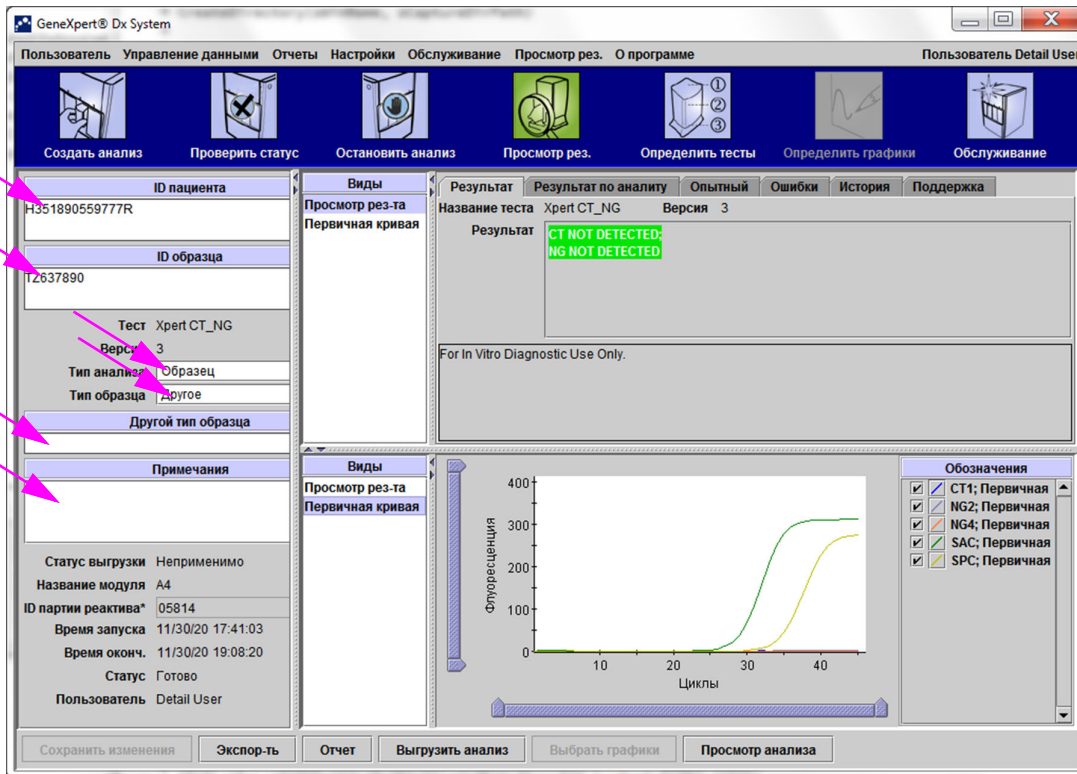 GeneXpert® Dx System
Пользователь Управление данными Отчеты Настройки Обслуживание Просмотр рез. О программе Пользователь Detail User
Создать анализ Проверить статус Остановить анализ Просмотр рез. Определить тесты Определить графики Обслуживание
ID пациента
H351890559777R
ID образца
TZ637890
Тест Xpert CT_NG
3
Тип анализа Образец
Тип образца Другое
Другой тип образца
Примечания
Статус выгрузки Неприменимо
Название модуля A4
ID партии реактива* 05814
Время запуска 11/30/20 17:41:03
Время оконч. 11/30/20 19:08:20
Статус Готово
Пользователь Detail User
Виды
Просмотр рез-та
Первичная кривая
Результат Результат по аналиту Опытный Ошибки История Поддержка
Название теста Xpert CT_NG Версия 3
Результат CT NOT DETECTED;
NG NOT DETECTED
For In Vitro Diagnostic Use Only.
Виды
Просмотр рез-та
Первичная кривая
400
300
200
100
0
Флуоресценция
10 20 30 40
Циклы
Обозначения
CT1; Первичная
NG2; Первичная
NG4; Первичная
SAC; Первичная
SPC; Первичная
Сохранить изменения Экспор-ть Отчет Выгрузить анализ Выбрать графики Просмотр анализа